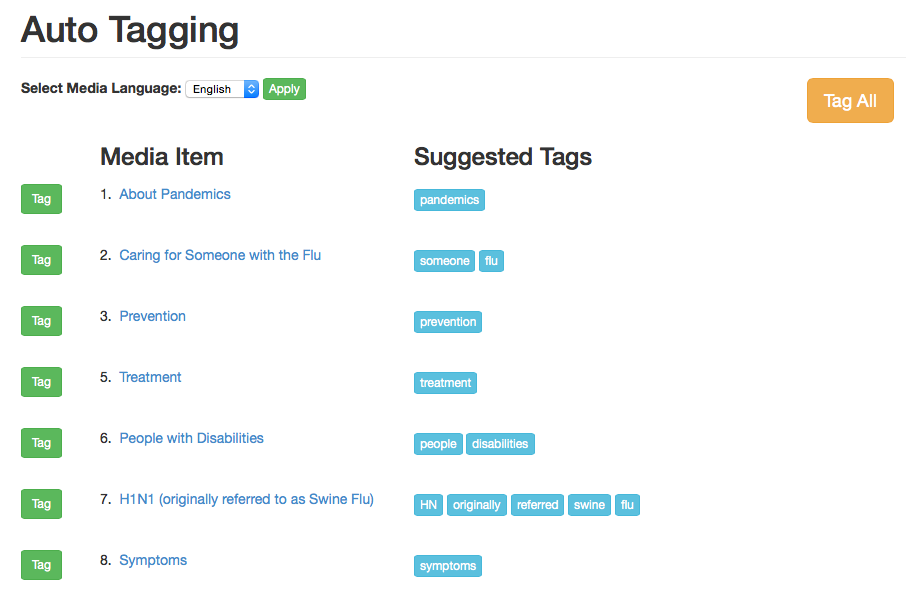 Auto Tagging
Select Media Language: English Apply
Tag All
Media Item Suggested Tags
Tag 1. About Pandemics pandemics
Tag 2. Caring for Someone with the Flu someone flu
Tag 3. Prevention prevention
Tag 5. Treatment treatment
Tag 6. People with Disabilities people disabilities
Tag 7. H1N1 (originally referred to as Swine Flu) HN originally referred swine flu
Tag 8. Symptoms symptoms